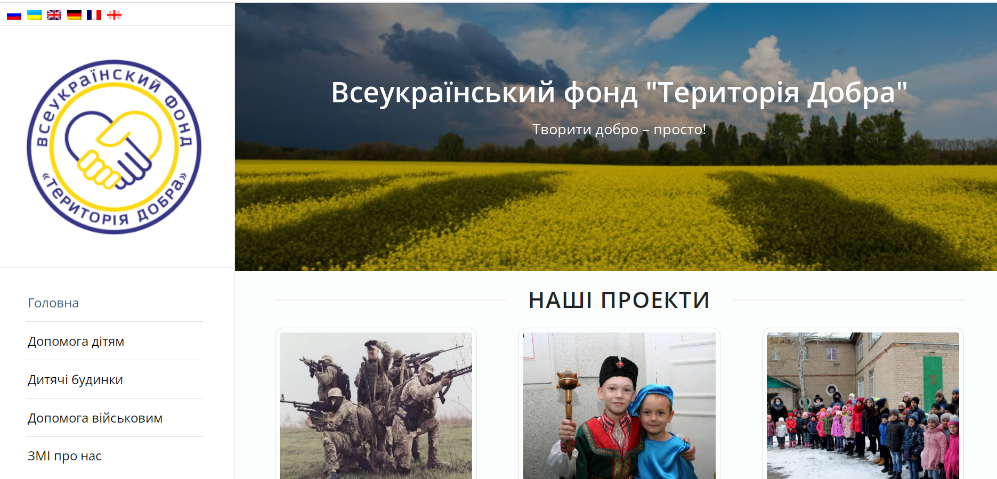 ВСЕУКРАЇНСКИЙ ФОНД
«ТЕРИТОРІЯ ДОБРА»
Головна
Допомога дітям
Дитячі будинки
Допомога військовим
ЗМІ про нас
Всеукраїнський фонд "Територія Добра"
Творити добро – просто!
НАШІ ПРОЕКТИ